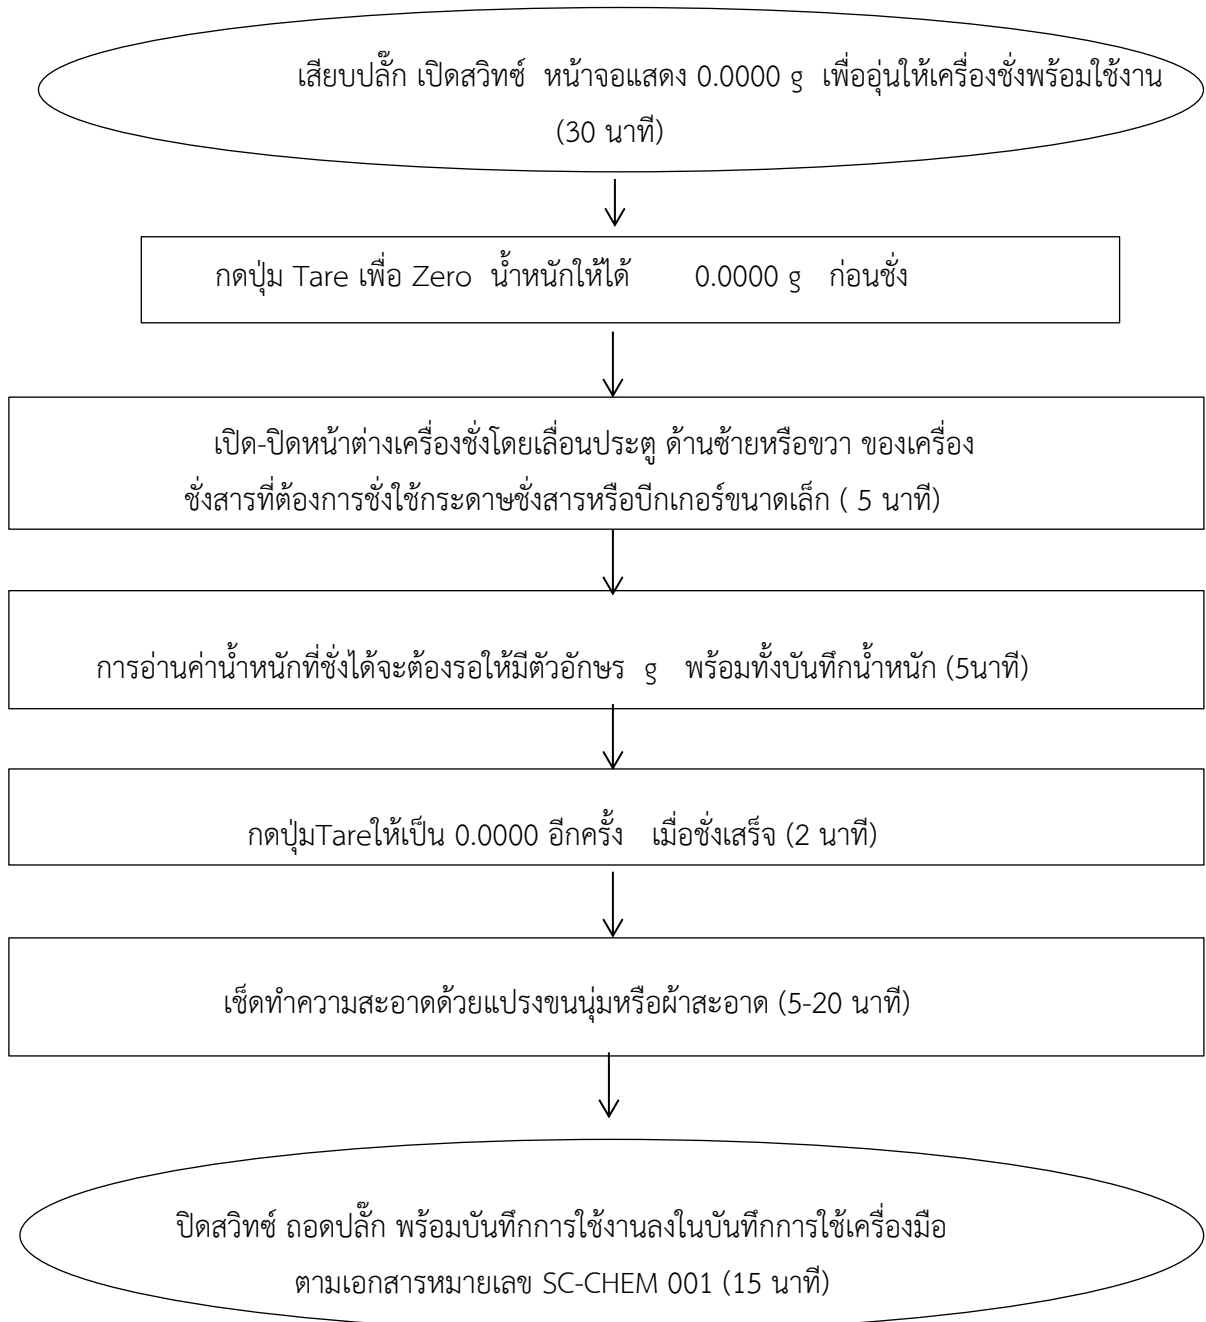 เสียบปลั๊ก เปิดสวิทซ์ หน้าจอแสดง 0.0000 g เพื่ออุ่นให้เครื่องชั่งพร้อมใช้งาน
(30 นาที)
กดปุ่ม Tare เพื่อ Zero น้ำหนักให้ได้ 0.0000 g ก่อนชั่ง
เปิด-ปิดหน้าต่างเครื่องชั่งโดยเลื่อนประตู ด้านซ้ายหรือขวา ของเครื่อง
ชั่งสารที่ต้องการชั่งใช้กระดาษชั่งสารหรือบีกเกอร์ขนาดเล็ก ( 5 นาที)
การอ่านค่าน้ำหนักที่ชั่งได้จะต้องรอให้มีตัวอักษร g พร้อมทั้งบันทึกน้ำหนัก (5นาที)
กดปุ่มTareให้เป็น 0.0000 อีกครั้ง เมื่อชั่งเสร็จ (2 นาที)
เช็ดทำความสะอาดด้วยแปรงขนนุ่มหรือผ้าสะอาด (5-20 นาที)
ปิดสวิทซ์ ถอดปลั๊ก พร้อมบันทึกการใช้งานลงในบันทึกการใช้เครื่องมือ
ตามเอกสารหมายเลข SC-CHEM 001 (15 นาที)